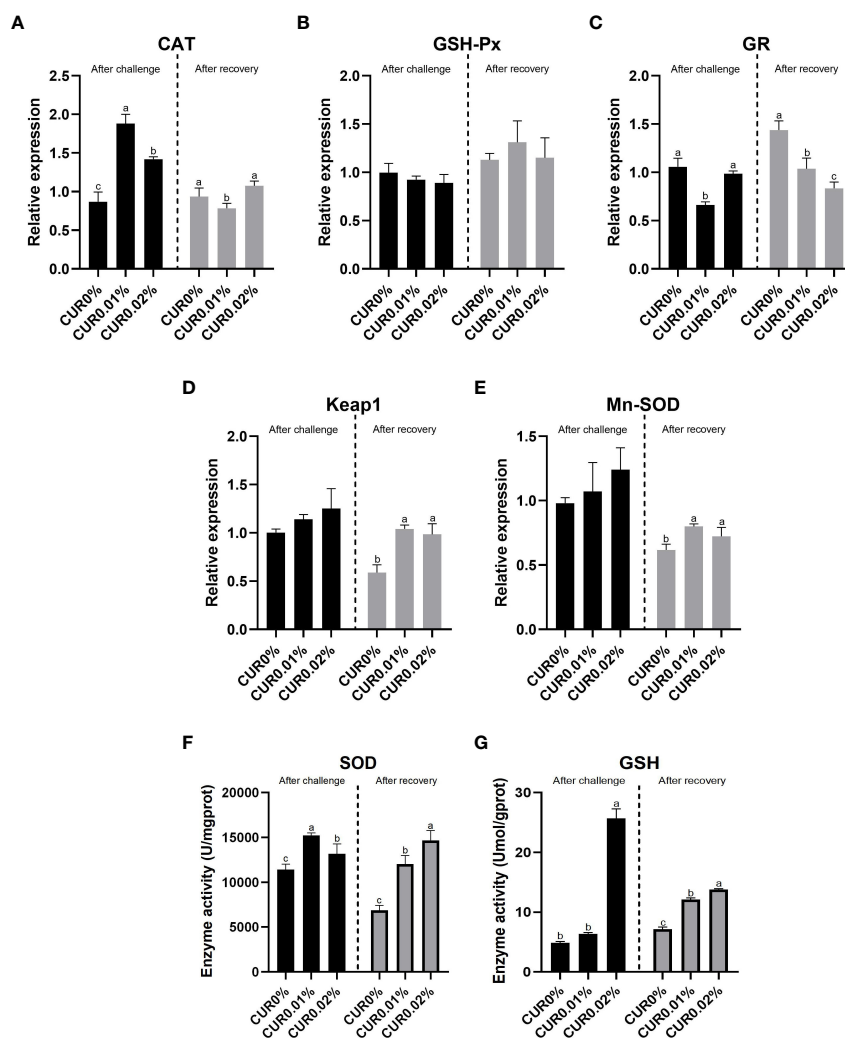 A
CAT
After challenge
After recovery
Relative expression
2.5
2.0
1.5
1.0
0.5
0.0
c
a
b
a
b
a
CUR0%
CUR0.01%
CUR0.02%
CUR0%
CUR0.01%
CUR0.02%
B
GSH-Px
After challenge
After recovery
Relative expression
2.0
1.5
1.0
0.5
0.0
CUR0%
CUR0.01%
CUR0.02%
CUR0%
CUR0.01%
CUR0.02%
C
GR
After challenge
After recovery
Relative expression
2.0
1.5
1.0
0.5
0.0
a
b
a
a
b
c
CUR0%
CUR0.01%
CUR0.02%
CUR0%
CUR0.01%
CUR0.02%
D
Keap1
After challenge
After recovery
Relative expression
2.0
1.5
1.0
0.5
0.0
b
a
a
CUR0%
CUR0.01%
CUR0.02%
CUR0%
CUR0.01%
CUR0.02%
E
Mn-SOD
After challenge
After recovery
Relative expression
1.5
1.0
0.5
0.0
b
a
a
CUR0%
CUR0.01%
CUR0.02%
CUR0%
CUR0.01%
CUR0.02%
F
SOD
After challenge
After recovery
Enzyme activity (U/mgprot)
20000
15000
10000
5000
0
c
a
b
c
b
a
CUR0%
CUR0.01%
CUR0.02%
CUR0%
CUR0.01%
CUR0.02%
G
GSH
After challenge
After recovery
Enzyme activity (Umol/gprot)
30
20
10
0
b
b
a
c
b
a
CUR0%
CUR0.01%
CUR0.02%
CUR0%
CUR0.01%
CUR0.02%